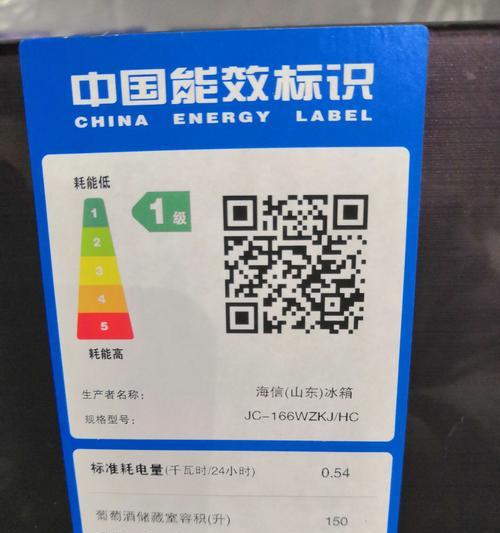 中国能效标识
CHINA ENERGY LABEL
耗能低
1
2
3
4
5
耗能高
1级
生产者名称:
海信(山东)冰箱
规格型号:
JC-166WZKJ/HC
标准耗电量(千瓦时/24小时)
0.54
葡萄酒储藏室容积(升)
150